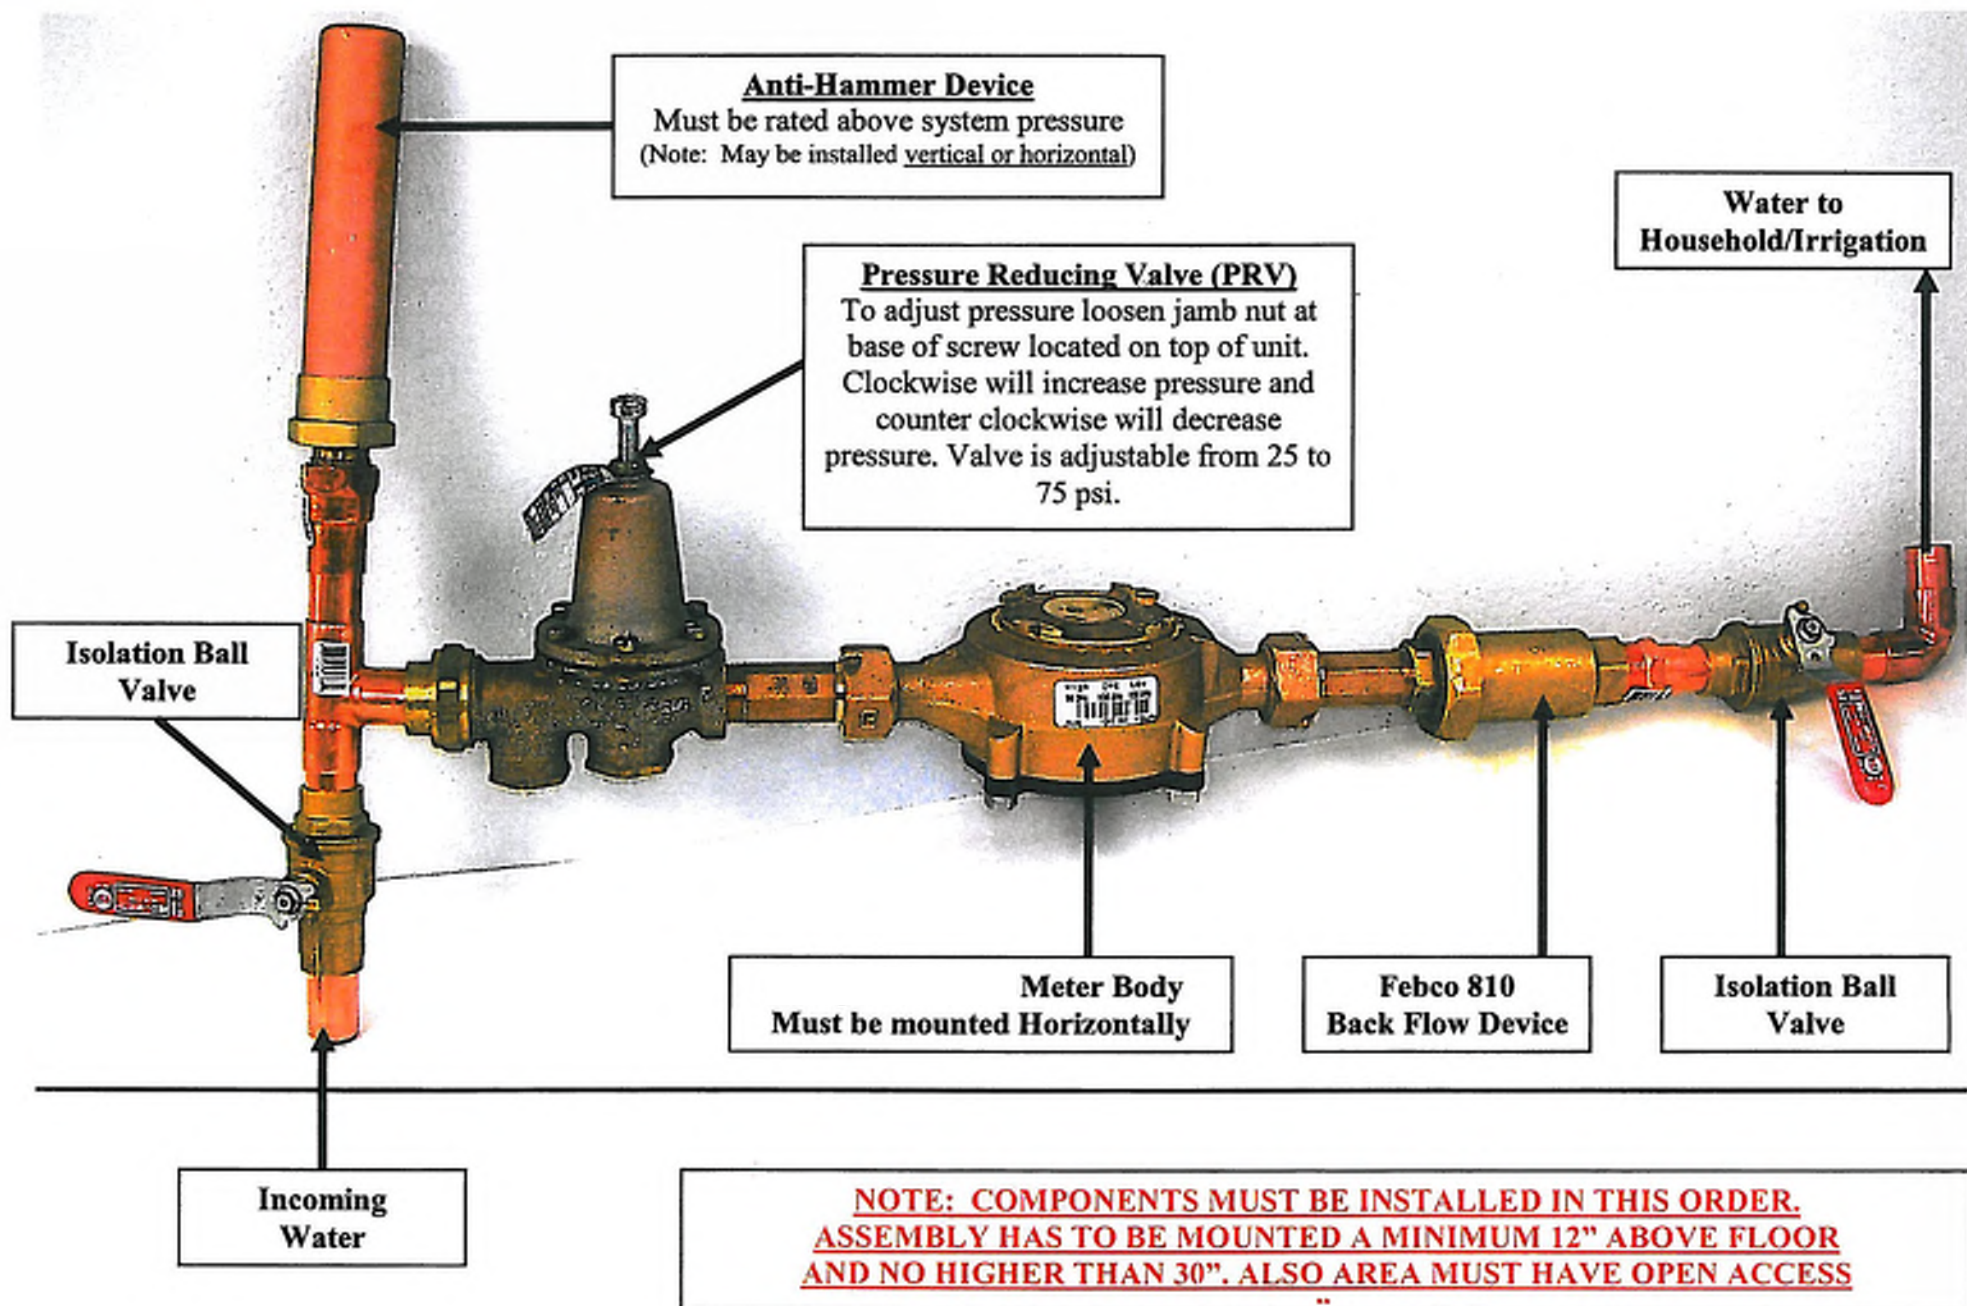 Anti-Hammer Device
Must be rated above system pressure
(Note: May be installed vertical or horizontal)
Water to
Household/Irrigation
Pressure Reducing Valve (PRV)
To adjust pressure loosen jamb nut at
base of screw located on top of unit.
Clockwise will increase pressure and
counter clockwise will decrease
pressure. Valve is adjustable from 25 to
75 psi.
Isolation Ball
Valve
Meter Body
Must be mounted Horizontally
Febco 810
Back Flow Device
Isolation Ball
Valve
Incoming
Water
NOTE: COMPONENTS MUST BE INSTALLED IN THIS ORDER.
ASSEMBLY HAS TO BE MOUNTED A MINIMUM 12” ABOVE FLOOR
AND NO HIGHER THAN 30”. ALSO AREA MUST HAVE OPEN ACCESS